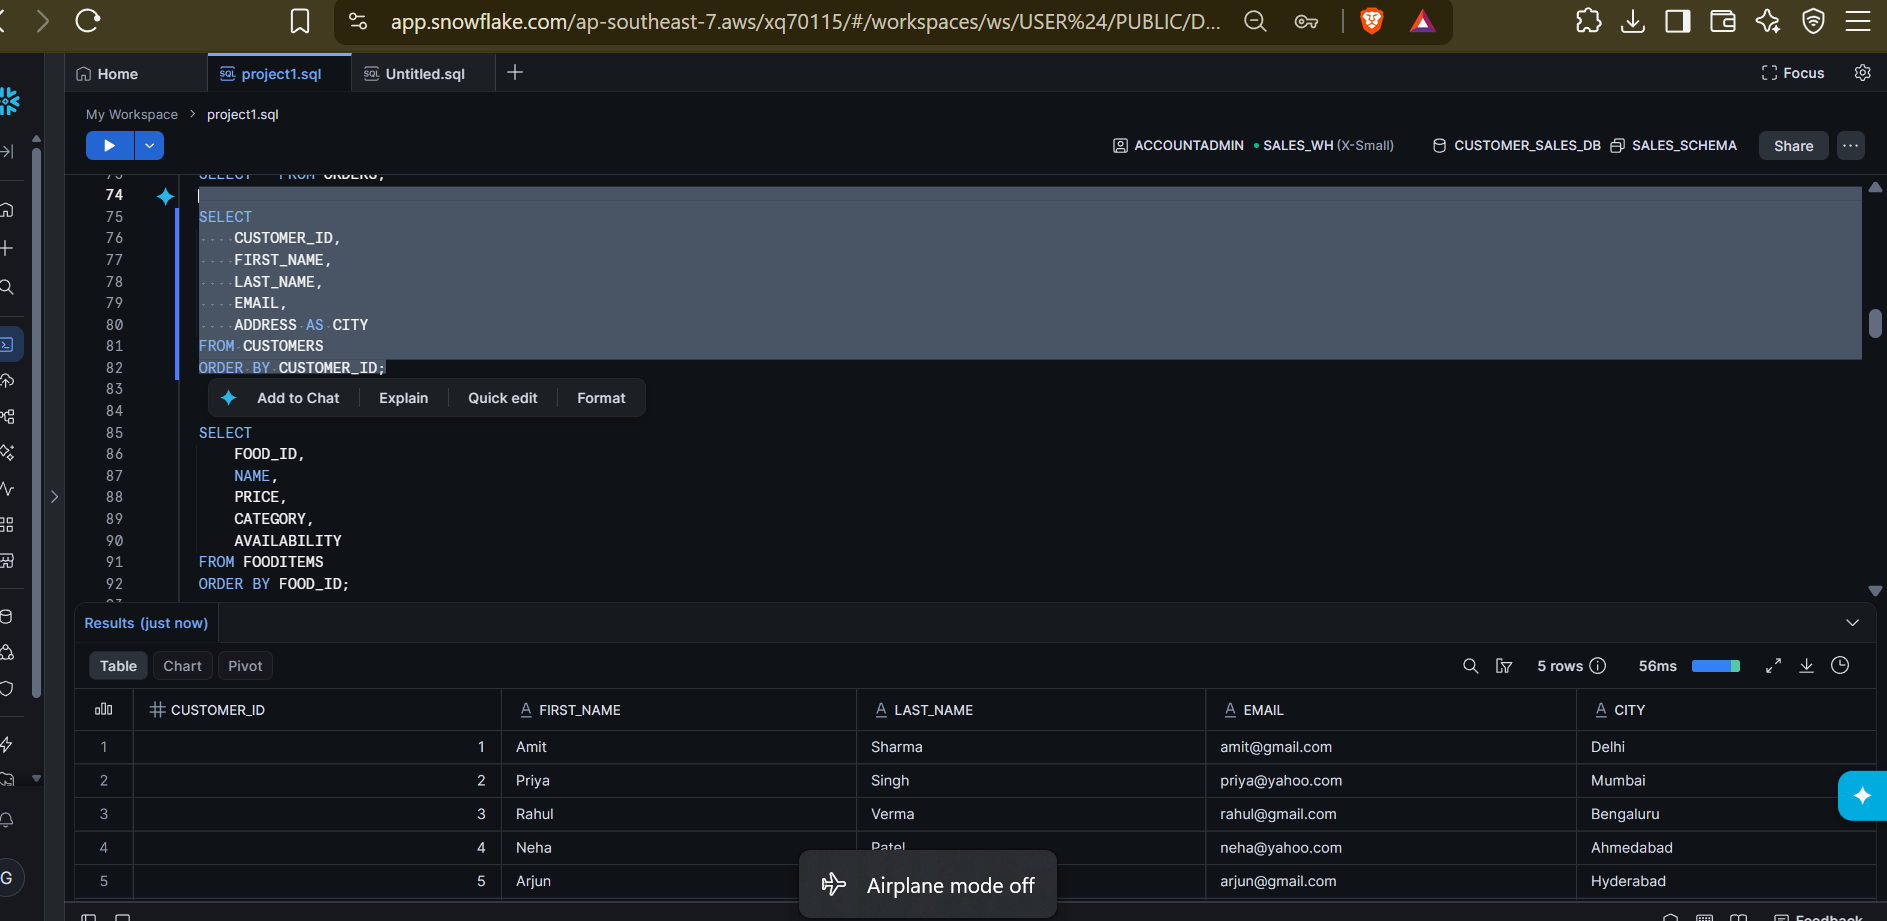 app.snowflake.com/ap-southeast-7.aws/xq70115/#/workspaces/ws/USER%24/PUBLIC/D...
Home
project1.sql
Untitled.sql
Focus
My Workspace > project1.sql
ACCOUNTADMIN SALES_WH (X-Small) CUSTOMER_SALES_DB SALES_SCHEMA Share
73 SELECT * FROM ORDERS;
74
75 SELECT
76 CUSTOMER_ID,
77 FIRST_NAME,
78 LAST_NAME,
79 EMAIL,
80 ADDRESS AS CITY
81 FROM CUSTOMERS
82 ORDER BY CUSTOMER_ID;
83
Add to Chat Explain Quick edit Format
84
85 SELECT
86 FOOD_ID,
87 NAME,
88 PRICE,
89 CATEGORY,
90 AVAILABILITY
91 FROM FOODITEMS
92 ORDER BY FOOD_ID;
Results (just now)
Table Chart Pivot 5 rows 56ms
CUSTOMER_ID FIRST_NAME LAST_NAME EMAIL CITY
1 1 Amit Sharma amit@gmail.com Delhi
2 2 Priya Singh priya@yahoo.com Mumbai
3 3 Rahul Verma rahul@gmail.com Bengaluru
4 4 Neha Patel neha@yahoo.com Ahmedabad
5 5 Arjun arjun@gmail.com Hyderabad
Airplane mode off
G
Feedback